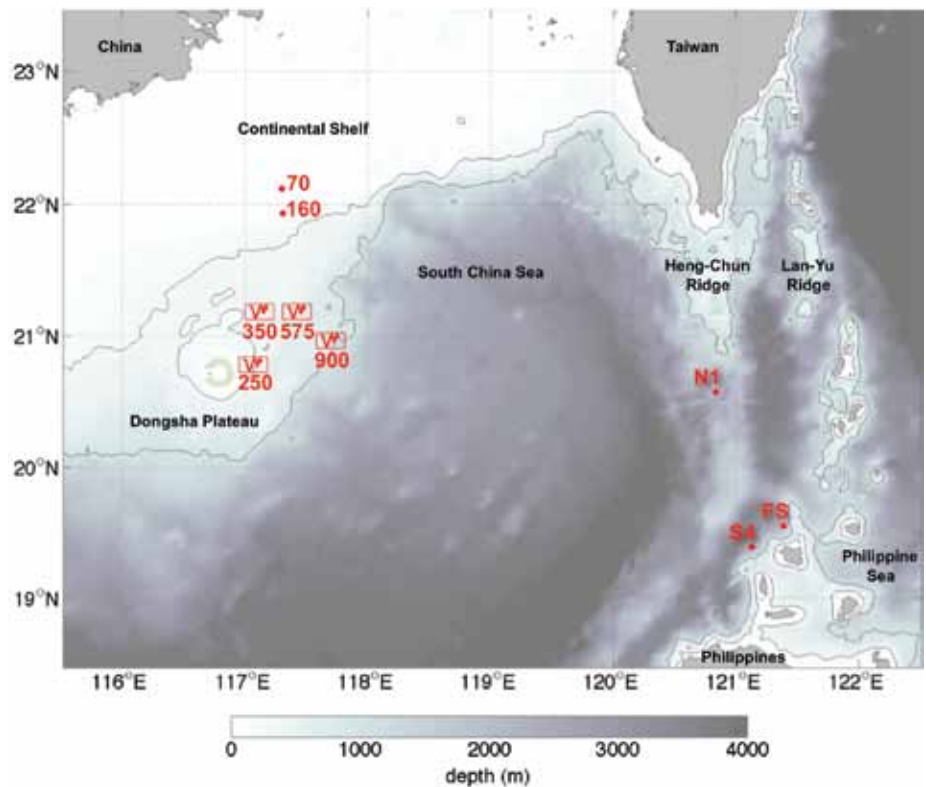 China
Taiwan
23°N
Continental Shelf
70
22°N
160
South China Sea
Heng-Chun
Ridge
Lan-Yu
Ridge
350
575
21°N
900
250
N1
Dongsha Plateau
20°N
FS
S4
Philippine
Sea
19°N
Philippines
116°E
117°E
118°E
119°E
120°E
121°E
122°E
0
1000
2000
3000
4000
depth (m)